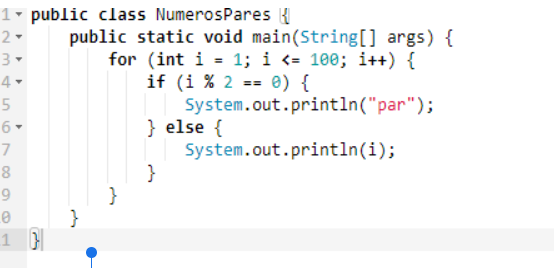 1 public class NumerosPares {
2     public static void main(String[] args) {
3         for (int i = 1; i <= 100; i++) {
4             if (i % 2 == 0) {
5                 System.out.println("par");
6             } else {
7                 System.out.println(i);
8             }
9         }
0     }
1 }